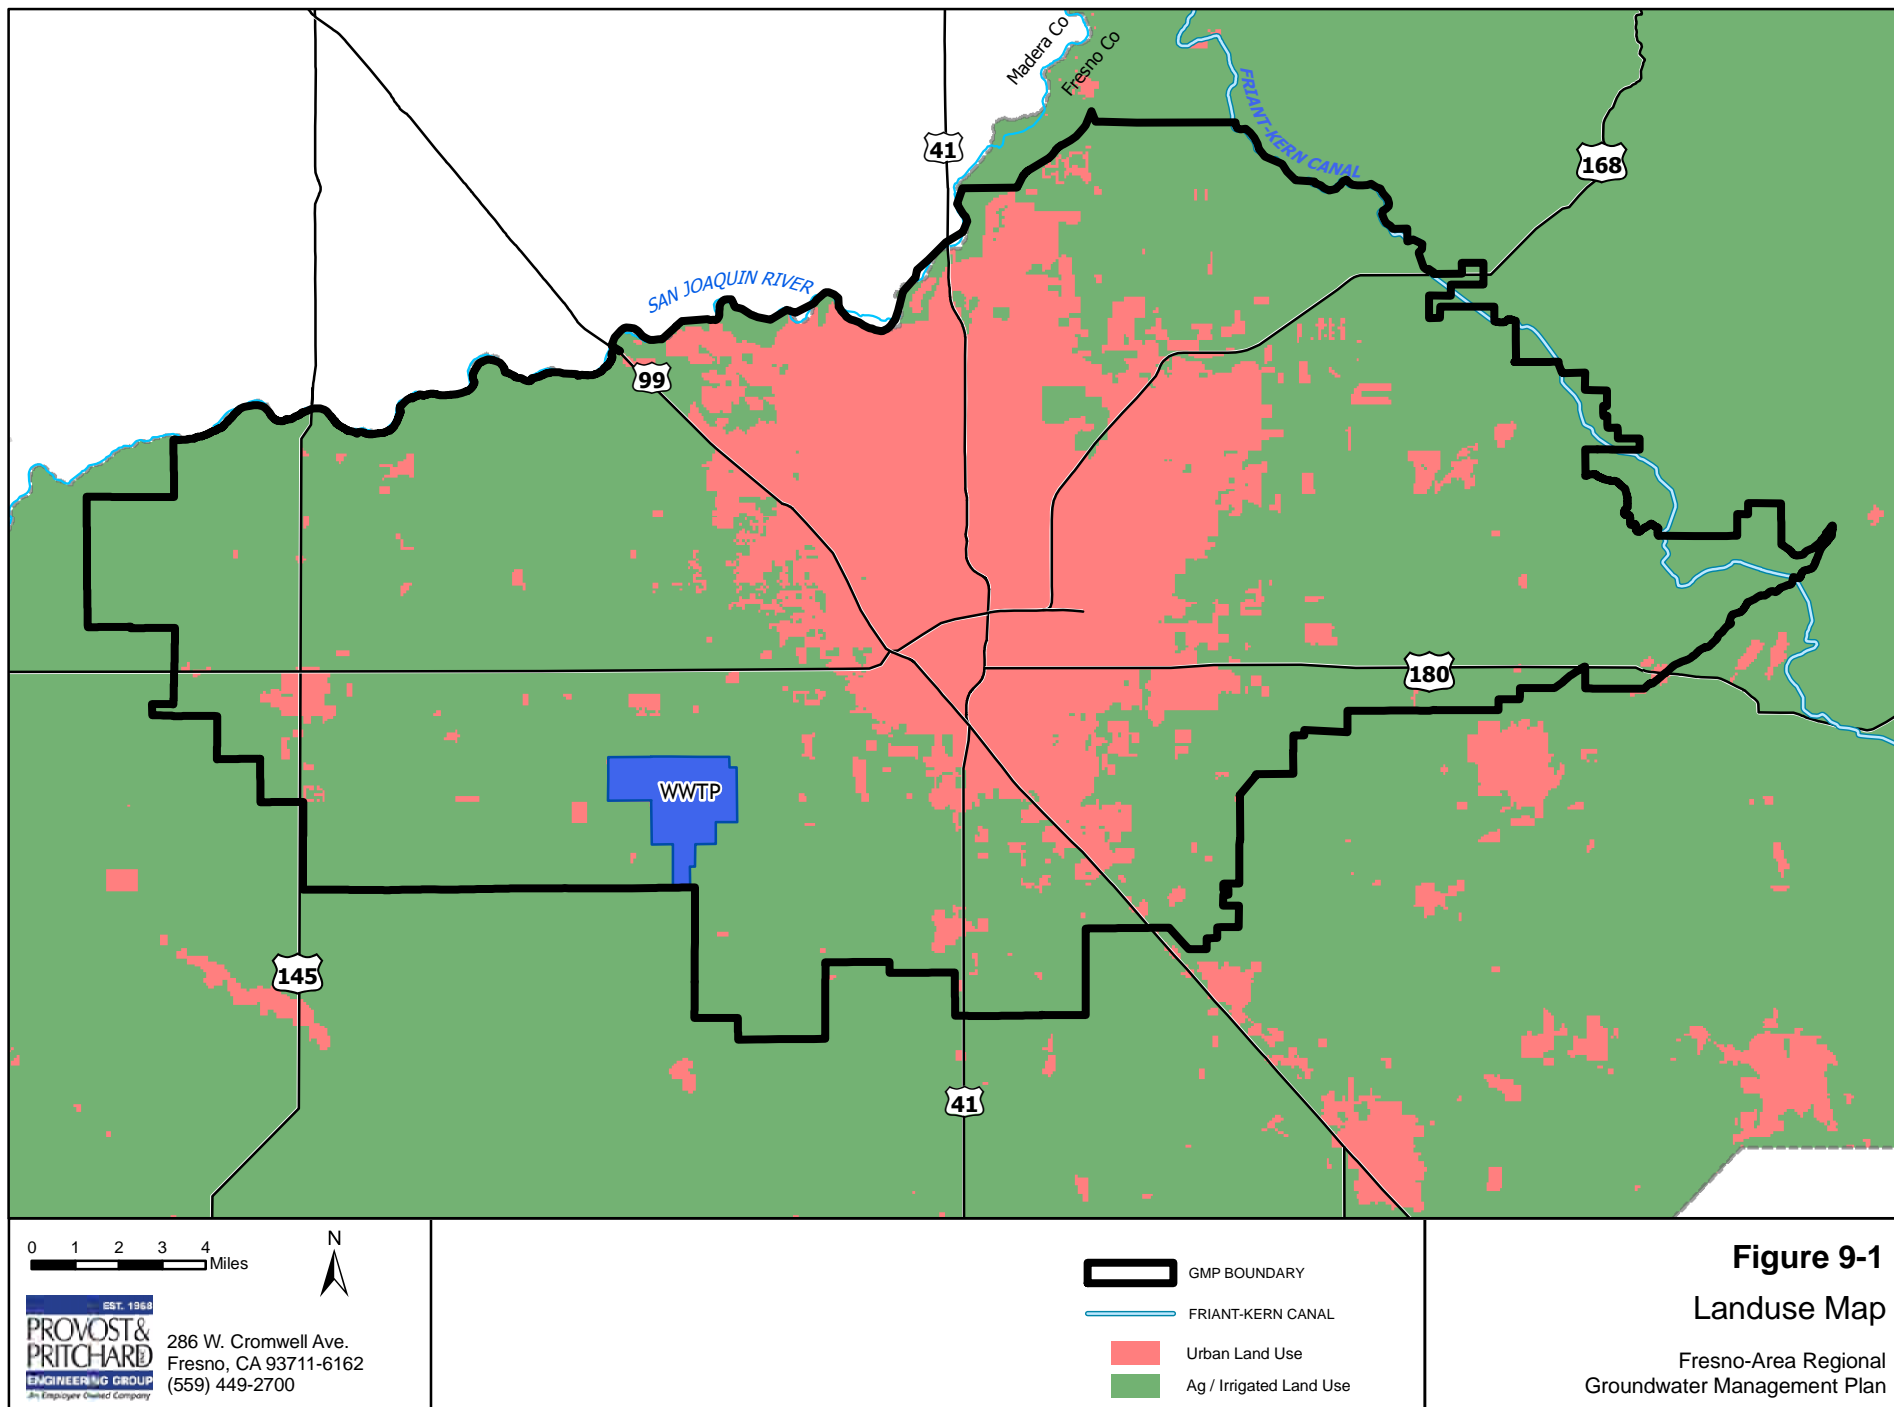 Madera Co
Fresno Co
FRIANT-KERN CANAL
41
168
SAN JOAQUIN RIVER
99
180
WWTP
145
41
0 1 2 3 4
Miles
N
EST. 1968
PROVOST&
PRITCHARD
INC
ENGINEERING GROUP
An Employee Owned Company
286 W. Cromwell Ave.
Fresno, CA 93711-6162
(559) 449-2700
GMP BOUNDARY
FRIANT-KERN CANAL
Urban Land Use
Ag / Irrigated Land Use
Figure 9-1
Landuse Map
Fresno-Area Regional
Groundwater Management Plan